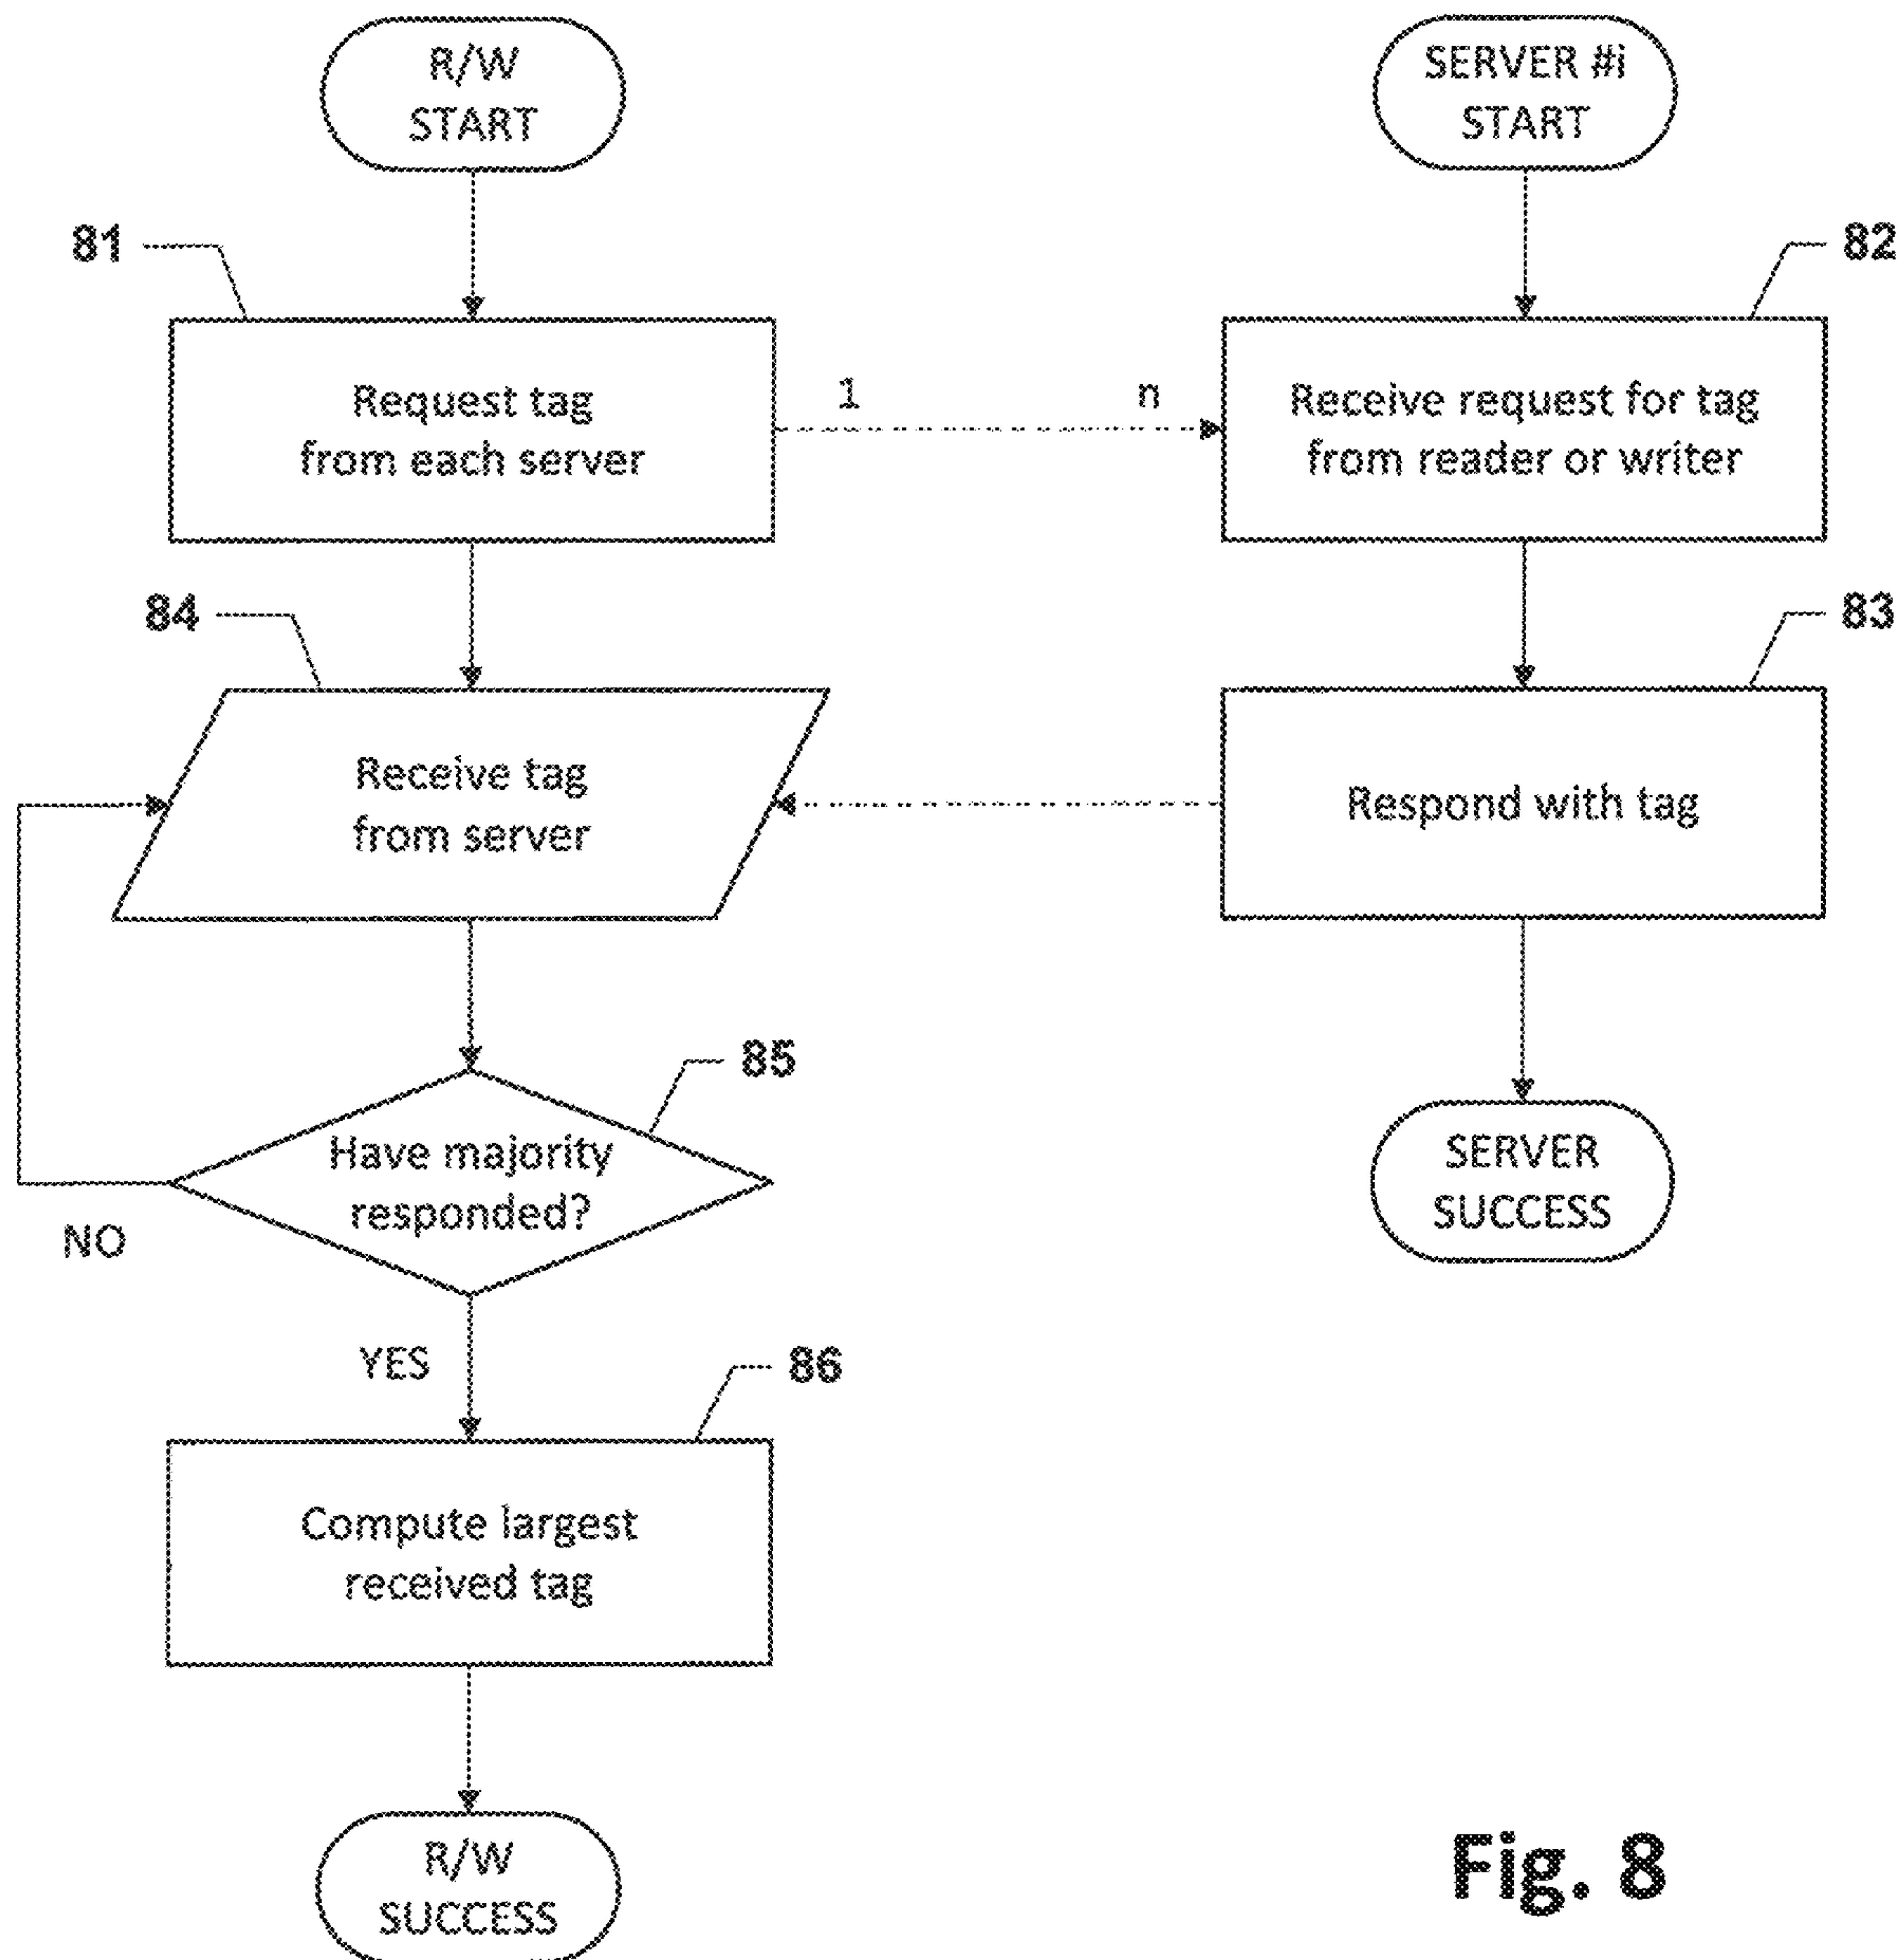 R/W
START
SERVER #i
START
81
82
Request tag
from each server
1
n
Receive request for tag
from reader or writer
84
83
Receive tag
from server
Respond with tag
85
Have majority
responded?
NO
SERVER
SUCCESS
YES
86
Compute largest
received tag
R/W
SUCCESS
Fig. 8